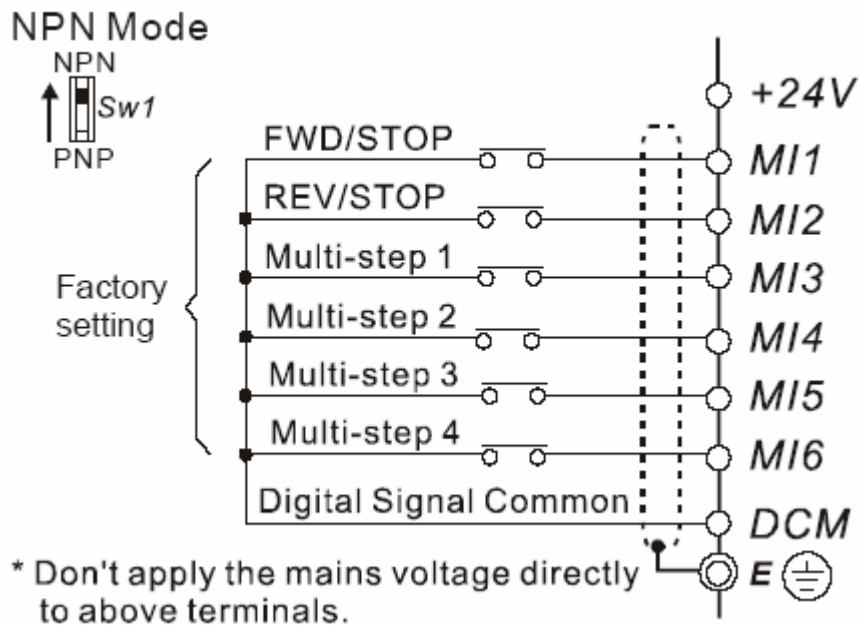 NPN Mode
NPN
Sw1
PNP
+24V
FWD/STOP
MI1
REV/STOP
MI2
Multi-step 1
MI3
Factory
setting
Multi-step 2
MI4
Multi-step 3
MI5
Multi-step 4
MI6
Digital Signal Common
DCM
E
* Don't apply the mains voltage directly
to above terminals.